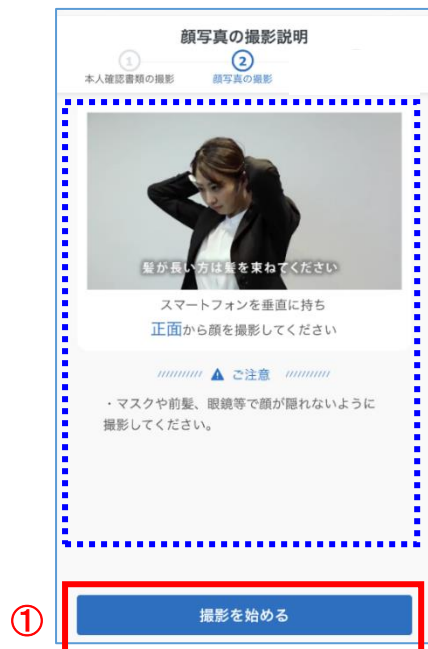 顔写真の撮影説明
① ②
本人確認書類の撮影 顔写真の撮影
髪が長い方は髪を束ねてください
スマートフォンを垂直に持ち
正面から顔を撮影してください
ご注意
・マスクや前髪、眼鏡等で顔が隠れないように
撮影してください。
① 撮影を始める